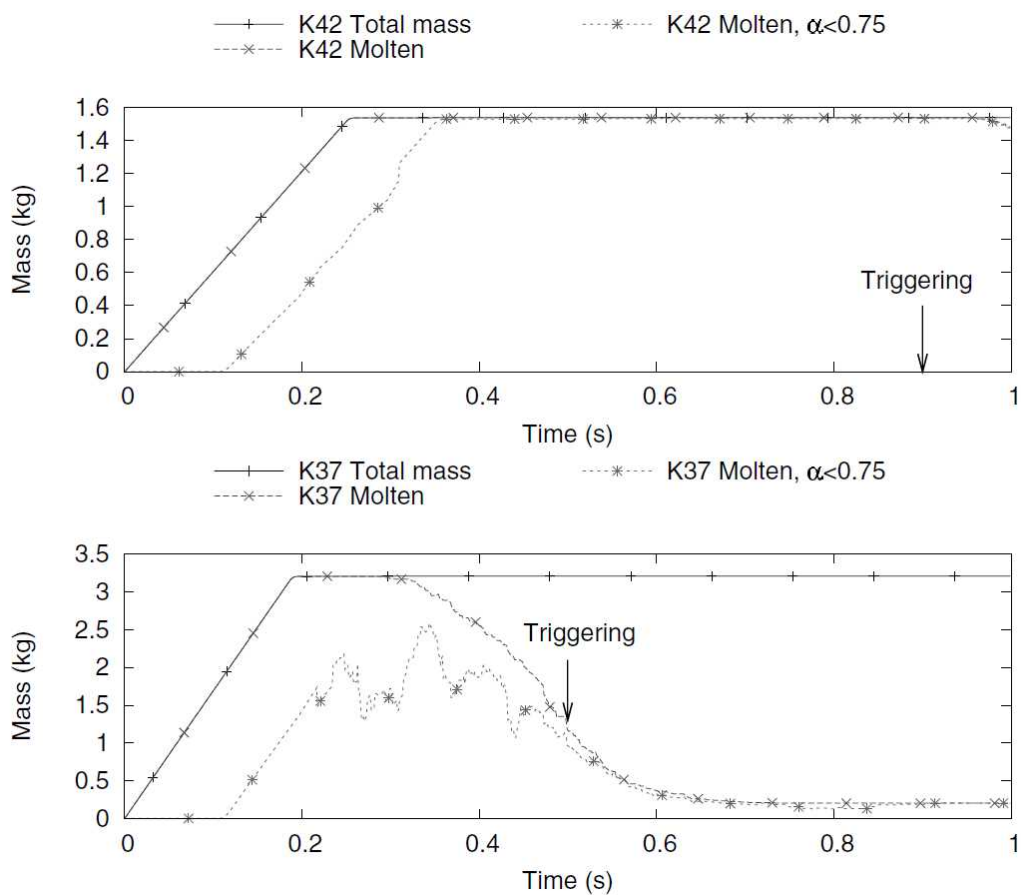 K42 Total mass
K42 Molten, α<0.75
K42 Molten
1.6
1.4
1.2
1
0.8
0.6
0.4
0.2
0
Mass (kg)
Triggering
0 0.2 0.4 0.6 0.8 1
Time (s)
K37 Total mass
K37 Molten, α<0.75
K37 Molten
3.5
3
2.5
2
1.5
1
0.5
0
Mass (kg)
Triggering
0 0.2 0.4 0.6 0.8 1
Time (s)